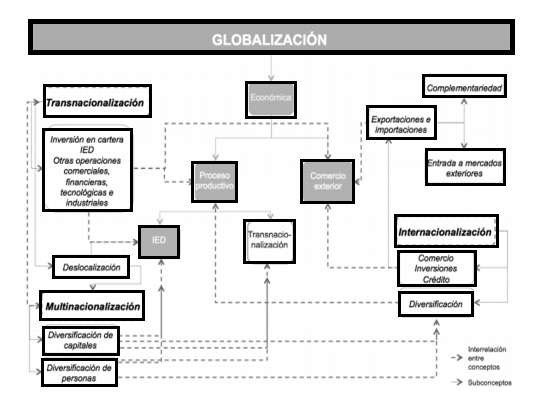 GLOBALIZACIÓN
Económica
Complementariedad
Transnacionalización
Exportaciones e
importaciones
Inversión en cartera
IED
Otras operaciones
comerciales,
financieras,
tecnológicas e
industriales
Entrada a mercados
exteriores
Proceso
productivo
Comercio
exterior
IED
Transnacio-
nalización
Internacionalización
Deslocalización
Comercio
Inversiones
Crédito
Multinacionalización
Diversificación
Diversificación de
capitales
Diversificación de
personas
Interrelación
entre
conceptos
Subconceptos